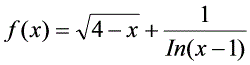 f(x) = √(4 − x) + 1/In(x − 1)